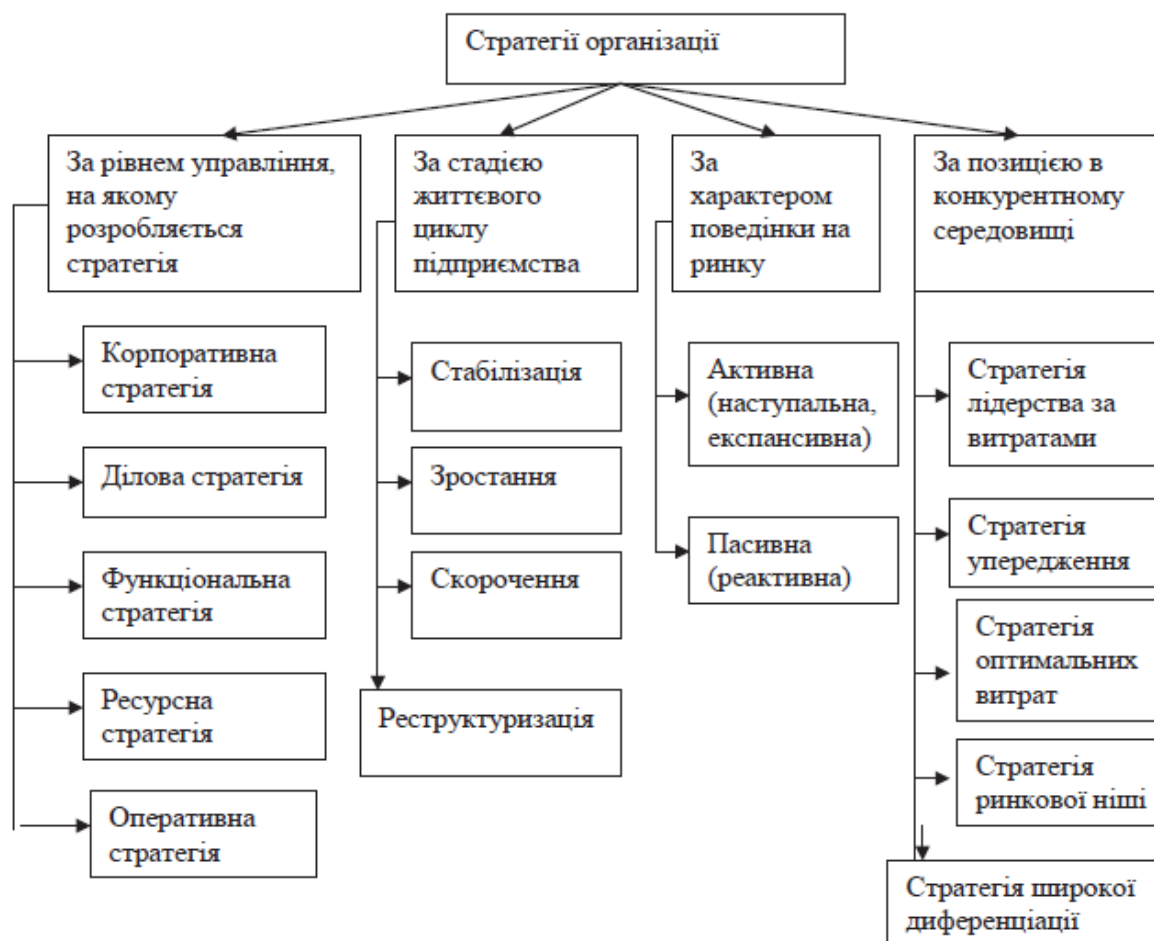 Стратегії організації
За рівнем управління,
на якому
розробляється
стратегія
Корпоративна
стратегія
Ділова стратегія
Функціональна
стратегія
Ресурсна
стратегія
Оперативна
стратегія
За стадією
життєвого
циклу
підприємства
Стабілізація
Зростання
Скорочення
Реструктуризація
За
характером
поведінки на
ринку
Активна
(наступальна,
експансивна)
Пасивна
(реактивна)
За позицією в
конкурентному
середовищі
Стратегія
лідерства за
витратами
Стратегія
упередження
Стратегія
оптимальних
витрат
Стратегія
ринкової ніші
Стратегія широкої
диференціації